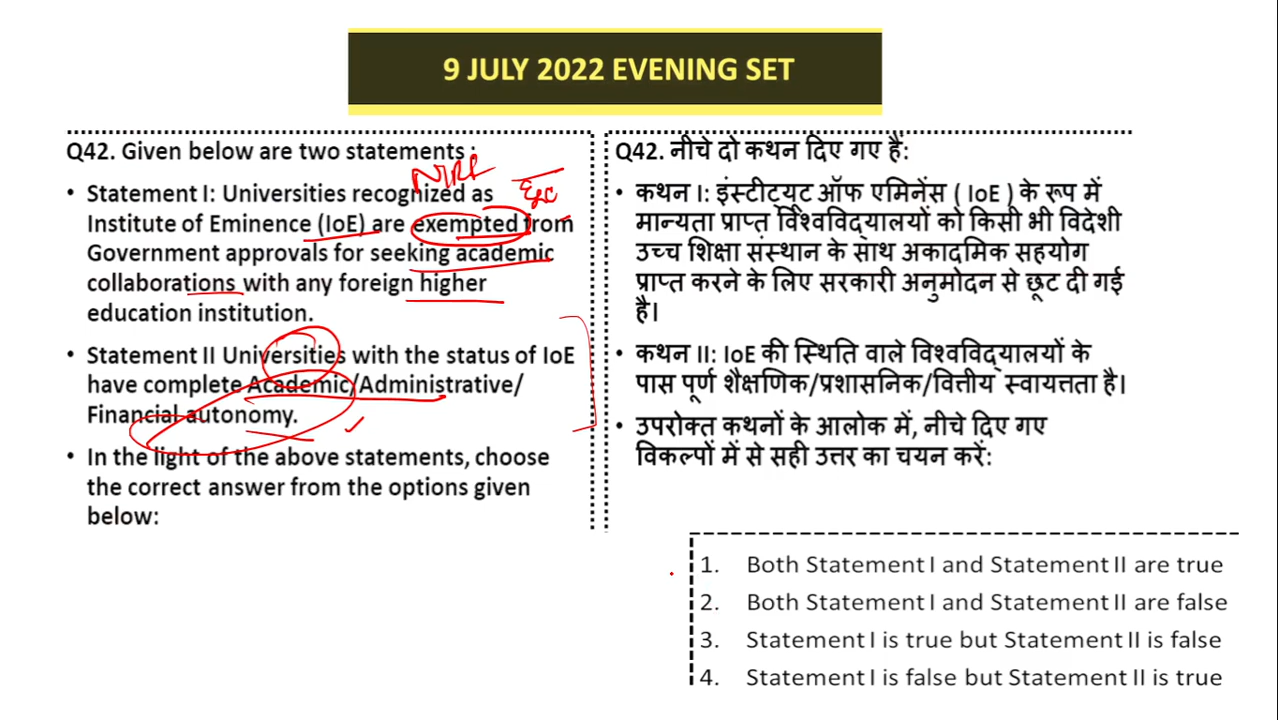 9 JULY 2022 EVENING SET
Q42. Given below are two statements :
• Statement I: Universities recognized as
Institute of Eminence (IoE) are exempted from
Government approvals for seeking academic
collaborations with any foreign higher
education institution.
• Statement II Universities with the status of IoE
have complete Academic/Administrative/
Financial autonomy.
• In the light of the above statements, choose
the correct answer from the options given
below:
Q42. नीचे दो कथन दिए गए हैं:
• कथन I: इंस्टीट्यूट ऑफ एमिनेंस ( IoE ) के रूप में
मान्यता प्राप्त विश्वविद्यालयों को किसी भी विदेशी
उच्च शिक्षा संस्थान के साथ अकादमिक सहयोग
प्राप्त करने के लिए सरकारी अनुमोदन से छूट दी गई
है।
• कथन II: IoE की स्थिति वाले विश्वविद्यालयों के
पास पूर्ण शैक्षणिक/प्रशासनिक/वित्तीय स्वायत्तता है।
• उपरोक्त कथनों के आलोक में, नीचे दिए गए
विकल्पों में से सही उत्तर का चयन करें:
1. Both Statement I and Statement II are true
2. Both Statement I and Statement II are false
3. Statement I is true but Statement II is false
4. Statement I is false but Statement II is true